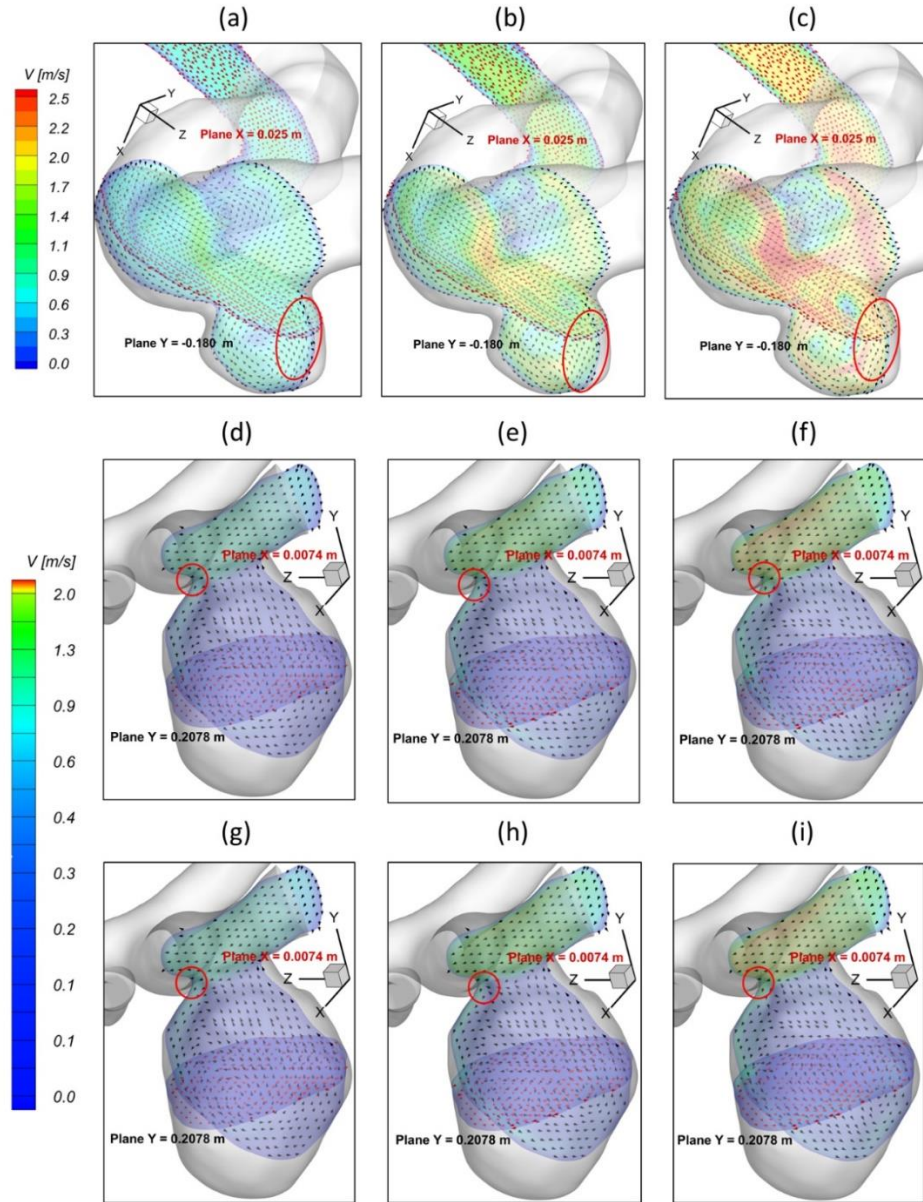 (a) (b) (c)
V [m/s]
2.5
2.2
2.0
1.7
1.4
1.1
0.9
0.6
0.3
0.0
Y
Z
X
Plane X = 0.025 m
Plane Y = -0.180 m
Y
Z
X
Plane X = 0.025 m
Plane Y = -0.180 m
Y
Z
X
Plane X = 0.025 m
Plane Y = -0.180 m
(d) (e) (f)
V [m/s]
2.0
1.3
0.9
0.6
0.4
0.3
0.2
0.1
0.1
0.0
Y
Plane X = 0.0074 m
Z
X
Plane Y = 0.2078 m
Y
Plane X = 0.0074 m
Z
X
Plane Y = 0.2078 m
Y
Plane X = 0.0074 m
Z
X
Plane Y = 0.2078 m
(g) (h) (i)
Y
Plane X = 0.0074 m
Z
X
Plane Y = 0.2078 m
Y
Plane X = 0.0074 m
Z
X
Plane Y = 0.2078 m
Y
Plane X = 0.0074 m
Z
X
Plane Y = 0.2078 m